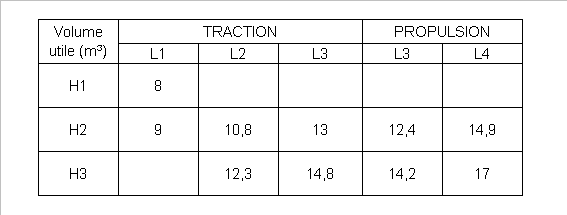 Volume utile (m³) TRACTION PROPULSION
L1 L2 L3 L3 L4
H1 8
H2 9 10,8 13 12,4 14,9
H3 12,3 14,8 14,2 17